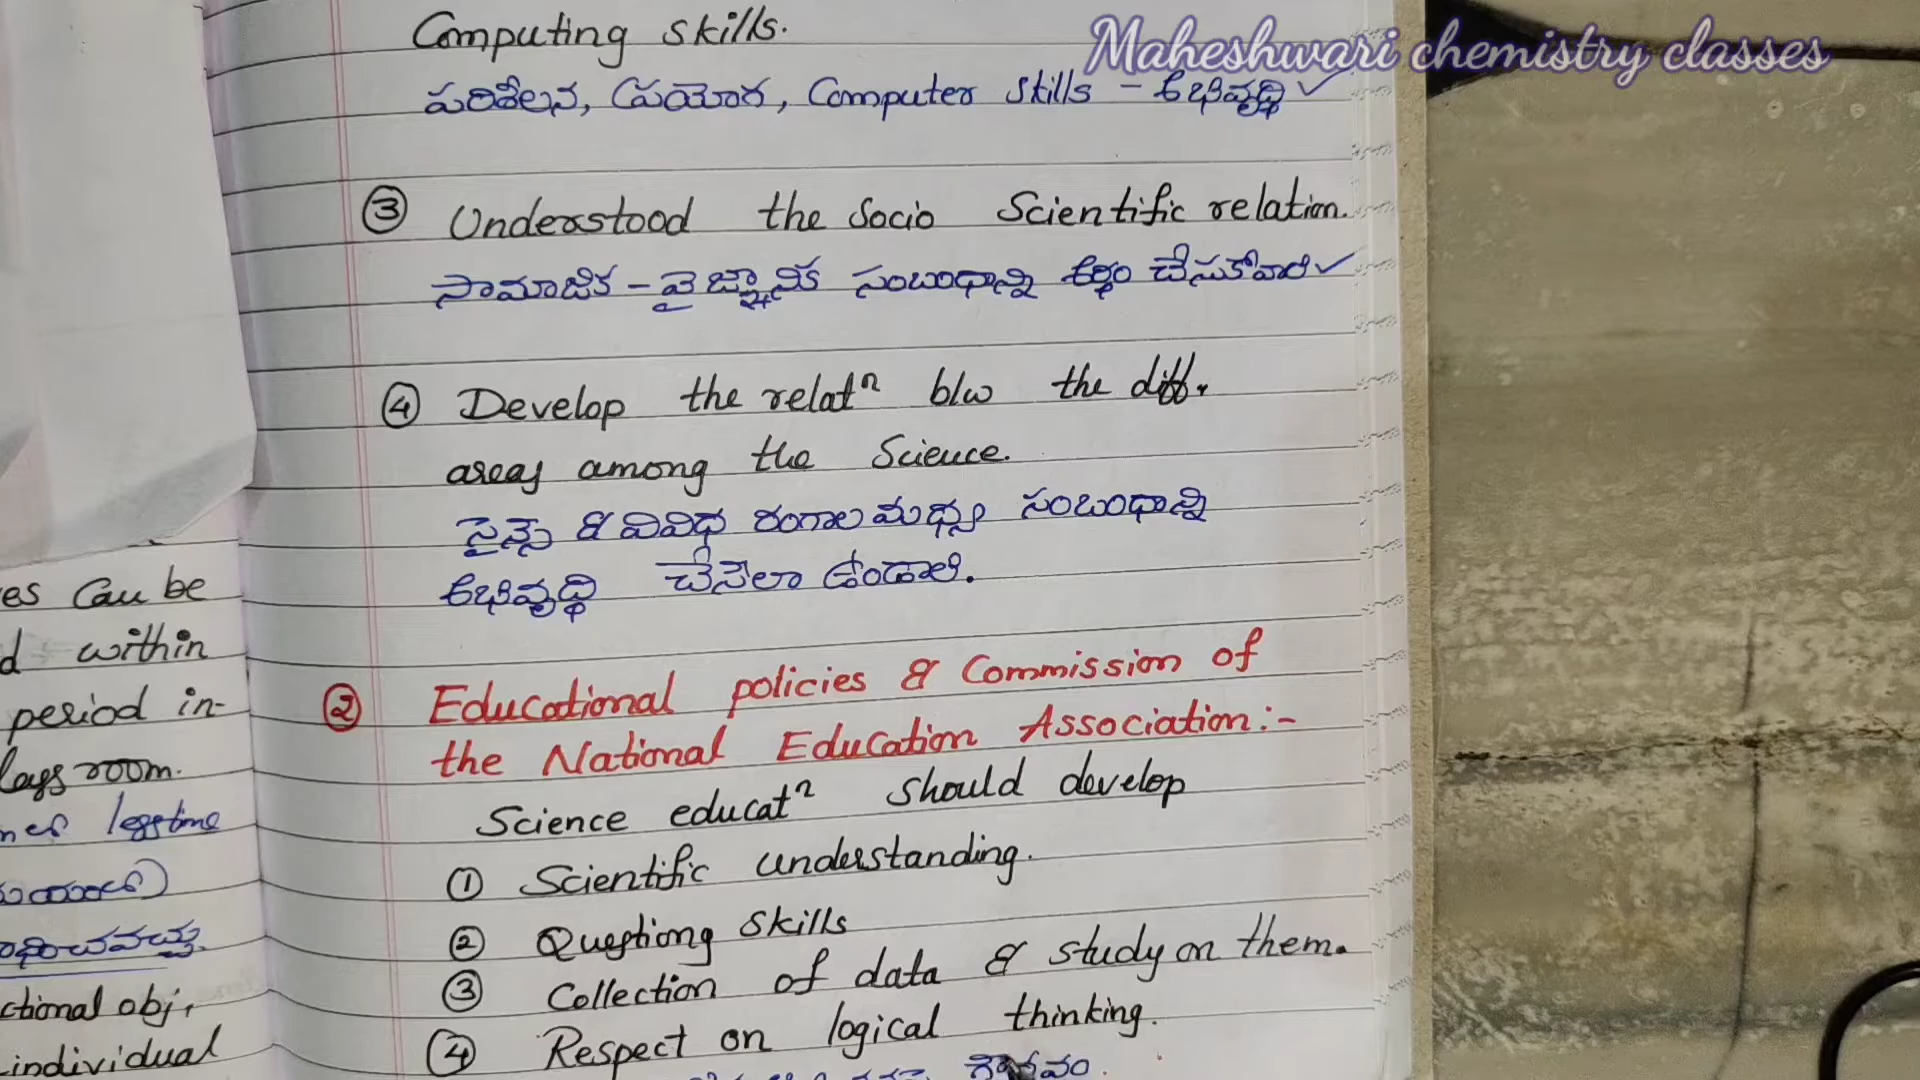 Maheshwari chemistry classes
Computing skills.
పరిశీలన, ప్రయోగ, Computer skills - అభివృద్ధి ✓
③ Understood the Socio Scientific relation.
సామాజిక - వైజ్ఞానిక సంబంధాన్ని అర్థం చేసుకోవాలి ✓
④ Develop the relatⁿ b/w the diff.
areas among the Science.
సైన్సు లో వివిధ రంగాల మధ్య సంబంధాన్ని
అభివృద్ధి చేసేలా ఉండాలి.
② Educational policies & Commission of
the National Education Association:-
Science educatⁿ should develop
① Scientific understanding.
② Questiong skills
③ Collection of data & study on them.
④ Respect on logical thinking.
గౌరవం.
es can be
d within
period in-
room.
ctional obj.
individual